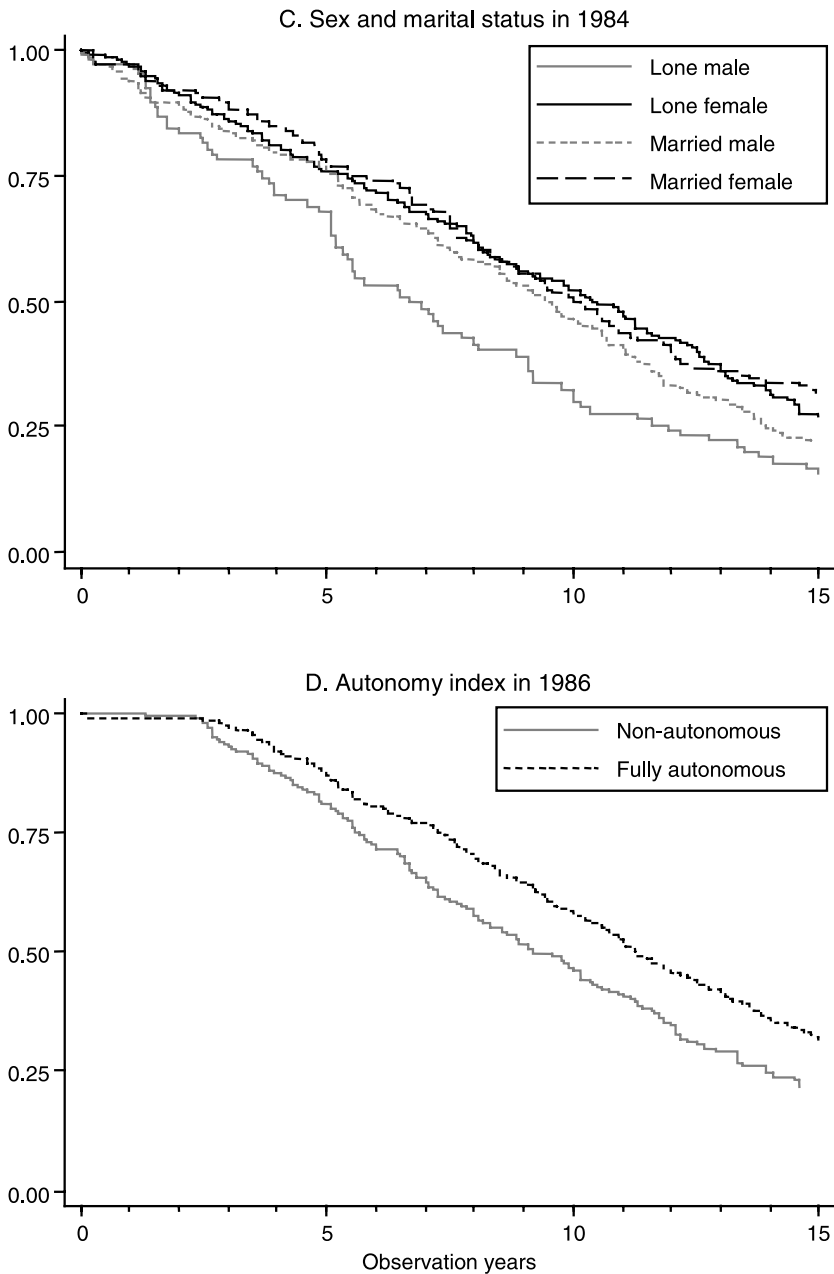 C. Sex and marital status in 1984
1.00
0.75
0.50
0.25
0.00
Lone male
Lone female
Married male
Married female
0 5 10 15
D. Autonomy index in 1986
1.00
0.75
0.50
0.25
0.00
Non-autonomous
Fully autonomous
0 5 10 15
Observation years